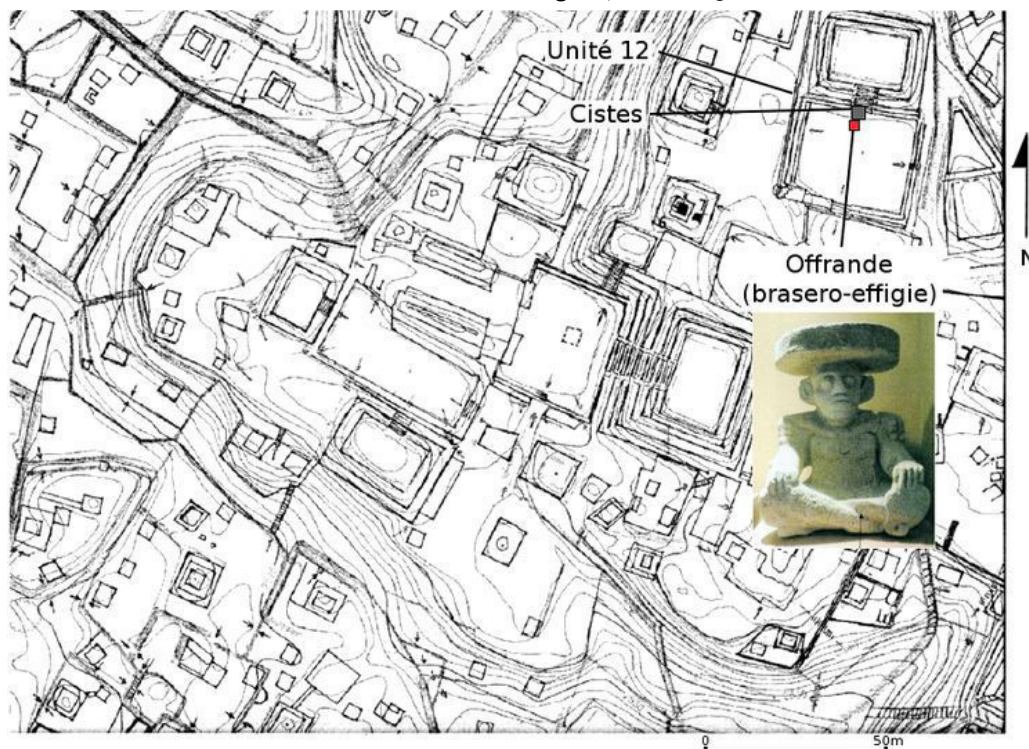 Unité 12
Cistes
Offrande
(brasero-effigie)
N
0 50m